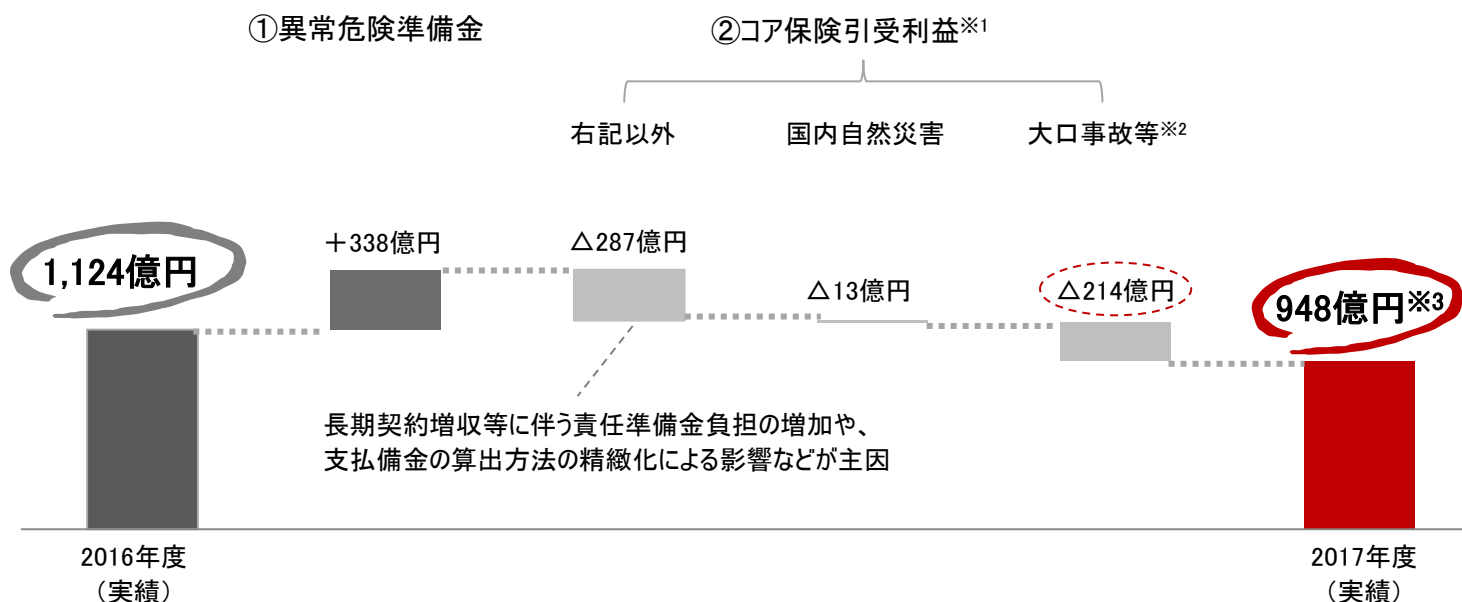 ①異常危険準備金
②コア保険引受利益※1
右記以外
国内自然災害
大口事故等※2
1,124億円
+338億円
△287億円
△13億円
△214億円
948億円※3
長期契約増収等に伴う責任準備金負担の増加や、
支払備金の算出方法の精緻化による影響などが主因
2016年度
（実績）
2017年度
（実績）